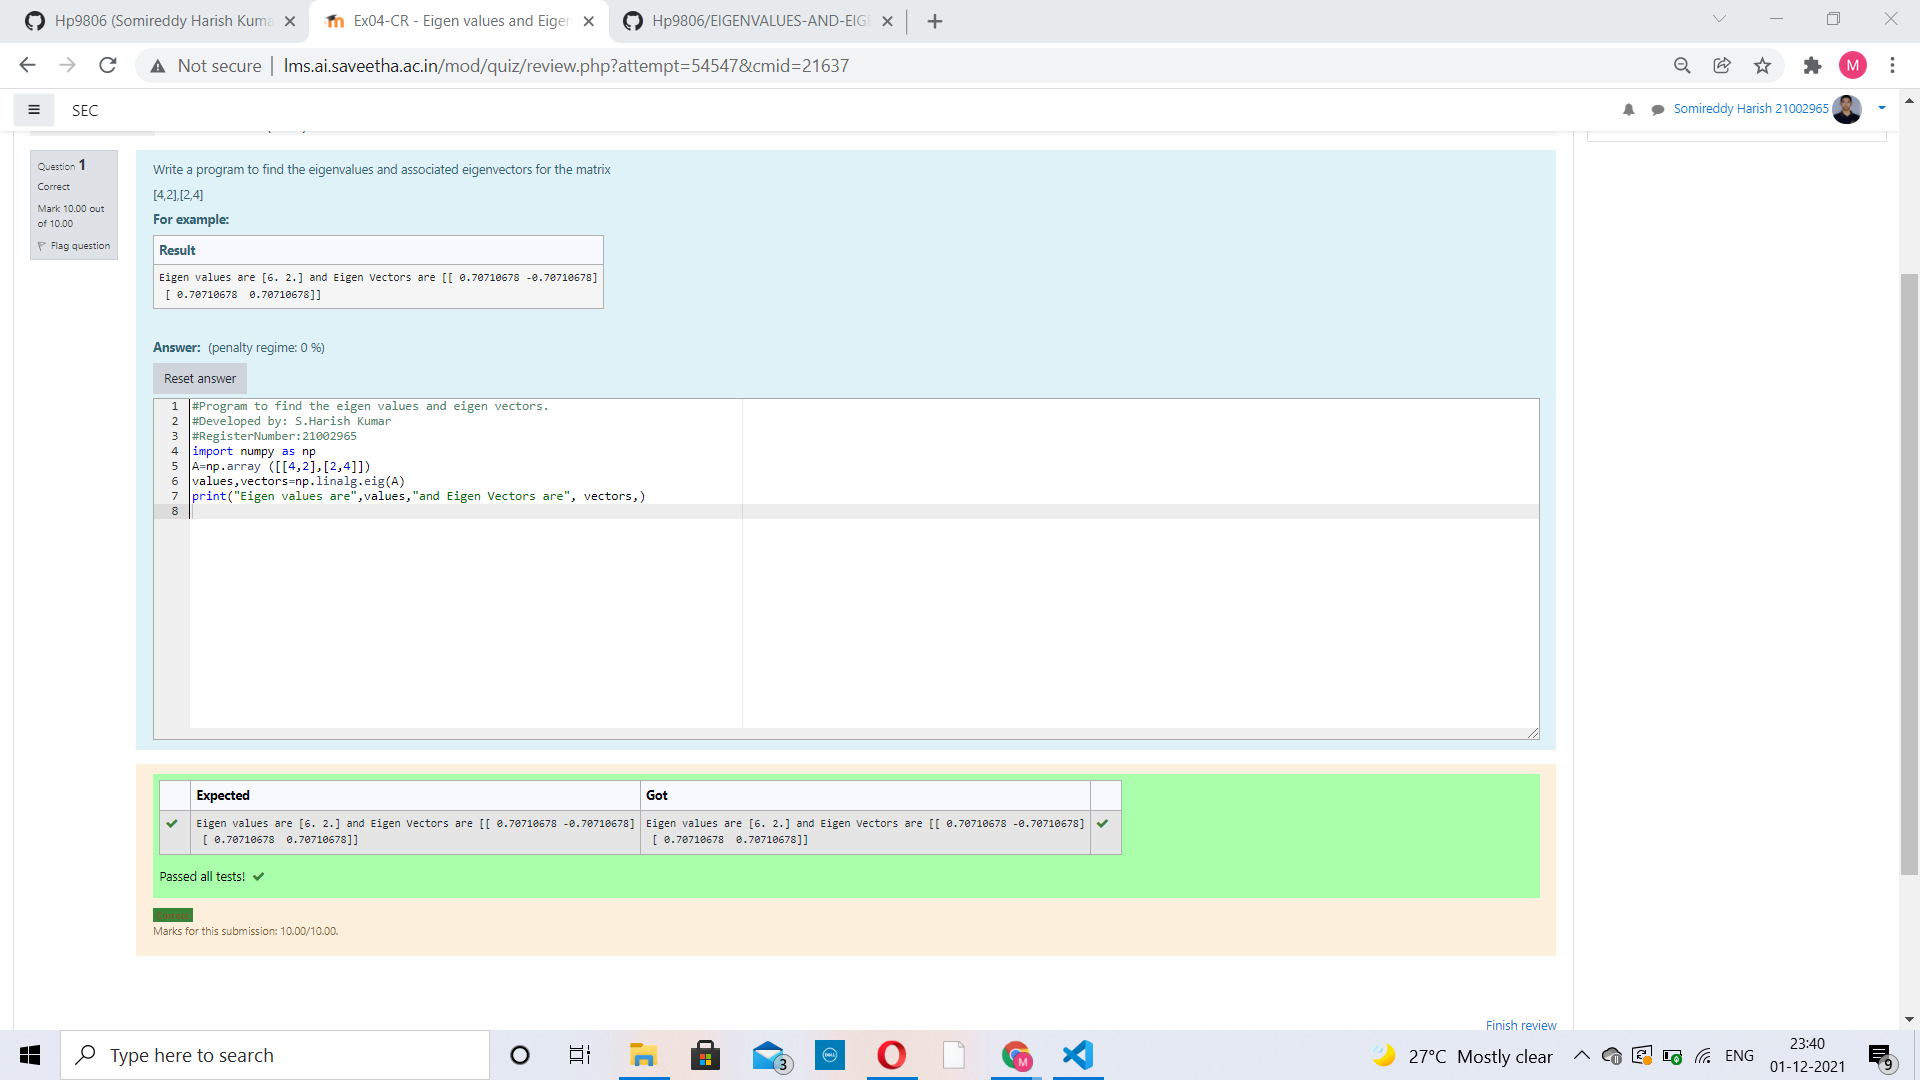 Hp9806 (Somireddy Harish Kuma
Ex04-CR - Eigen values and Eigen
Hp9806/EIGENVALUES-AND-EIGE
Not secure | lms.ai.saveetha.ac.in/mod/quiz/review.php?attempt=54547&cmid=21637
M
SEC
Somireddy Harish 21002965
Question 1
Correct
Mark 10.00 out
of 10.00
Flag question
Write a program to find the eigenvalues and associated eigenvectors for the matrix
[4,2],[2,4]
For example:
Result
Eigen values are [6. 2.] and Eigen Vectors are [[ 0.70710678 -0.70710678]
[ 0.70710678  0.70710678]]
Answer: (penalty regime: 0 %)
Reset answer
1 #Program to find the eigen values and eigen vectors.
2 #Developed by: S.Harish Kumar
3 #RegisterNumber:21002965
4 import numpy as np
5 A=np.array ([[4,2],[2,4]])
6 values,vectors=np.linalg.eig(A)
7 print("Eigen values are",values,"and Eigen Vectors are", vectors,)
8
Expected Got
Eigen values are [6. 2.] and Eigen Vectors are [[ 0.70710678 -0.70710678] Eigen values are [6. 2.] and Eigen Vectors are [[ 0.70710678 -0.70710678]
[ 0.70710678  0.70710678]] [ 0.70710678  0.70710678]]
Passed all tests!
Marks for this submission: 10.00/10.00.
Finish review
Type here to search
3
DELL
M
27°C Mostly clear
ENG
23:40
01-12-2021
9